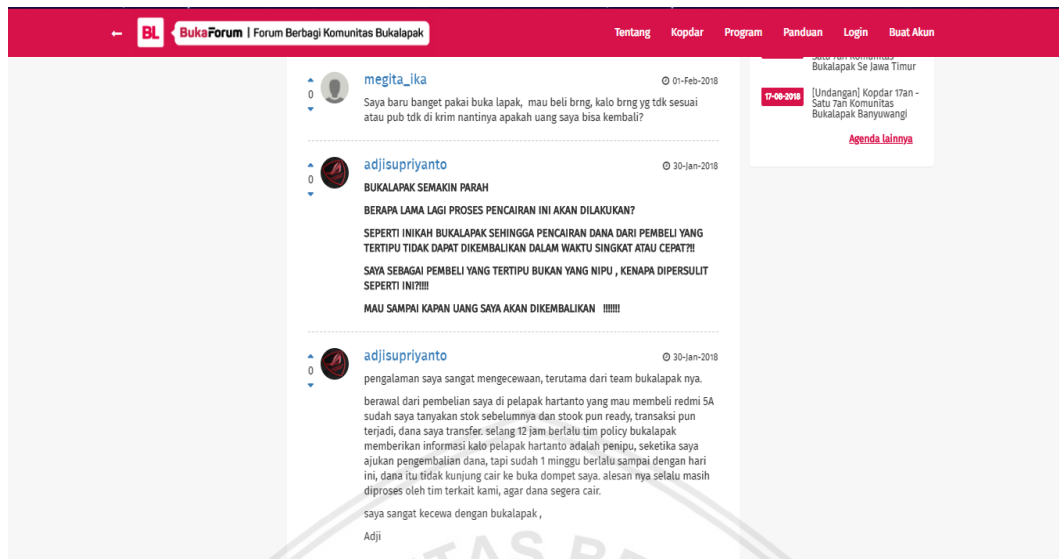 ← BL BukaForum | Forum Berbagi Komunitas Bukalapak Tentang Kopdar Program Panduan Login Buat Akun
megita_ika 01-Feb-2018
0
Saya baru banget pakai buka lapak, mau beli brng, kalo brng yg tdk sesuai
atau pub tdk di krim nantinya apakah uang saya bisa kembali?
adjisupriyanto 30-Jan-2018
0
BUKALAPAK SEMAKIN PARAH
BERAPA LAMA LAGI PROSES PENCAIRAN INI AKAN DILAKUKAN?
SEPERTI INIKAH BUKALAPAK SEHINGGA PENCAIRAN DANA DARI PEMBELI YANG
TERTIPU TIDAK DAPAT DIKEMBALIKAN DALAM WAKTU SINGKAT ATAU CEPAT?!!
SAYA SEBAGAI PEMBELI YANG TERTIPU BUKAN YANG NIPU , KENAPA DIPERSULIT
SEPERTI INI?!!!!
MAU SAMPAI KAPAN UANG SAYA AKAN DIKEMBALIKAN !!!!!!!
adjisupriyanto 30-Jan-2018
0
pengalaman saya sangat mengecewaan, terutama dari team bukalapak nya.
berawal dari pembelian saya di pelapak hartanto yang mau membeli redmi 5A
sudah saya tanyakan stok sebelumnya dan stook pun ready, transaksi pun
terjadi, dana saya transfer. selang 12 jam berlalu tim policy bukalapak
memberikan informasi kalo pelapak hartanto adalah penipu, seketika saya
ajukan pengembalian dana, tapi sudah 1 minggu berlalu sampai dengan hari
ini, dana itu tidak kunjung cair ke buka dompet saya. alesan nya selalu masih
diproses oleh tim terkait kami, agar dana segera cair.
saya sangat kecewa dengan bukalapak ,
Adji
Satu 7an Komunitas
Bukalapak Se Jawa Timur
17-08-2018 [Undangan] Kopdar 17an -
Satu 7an Komunitas
Bukalapak Banyuwangi
Agenda lainnya